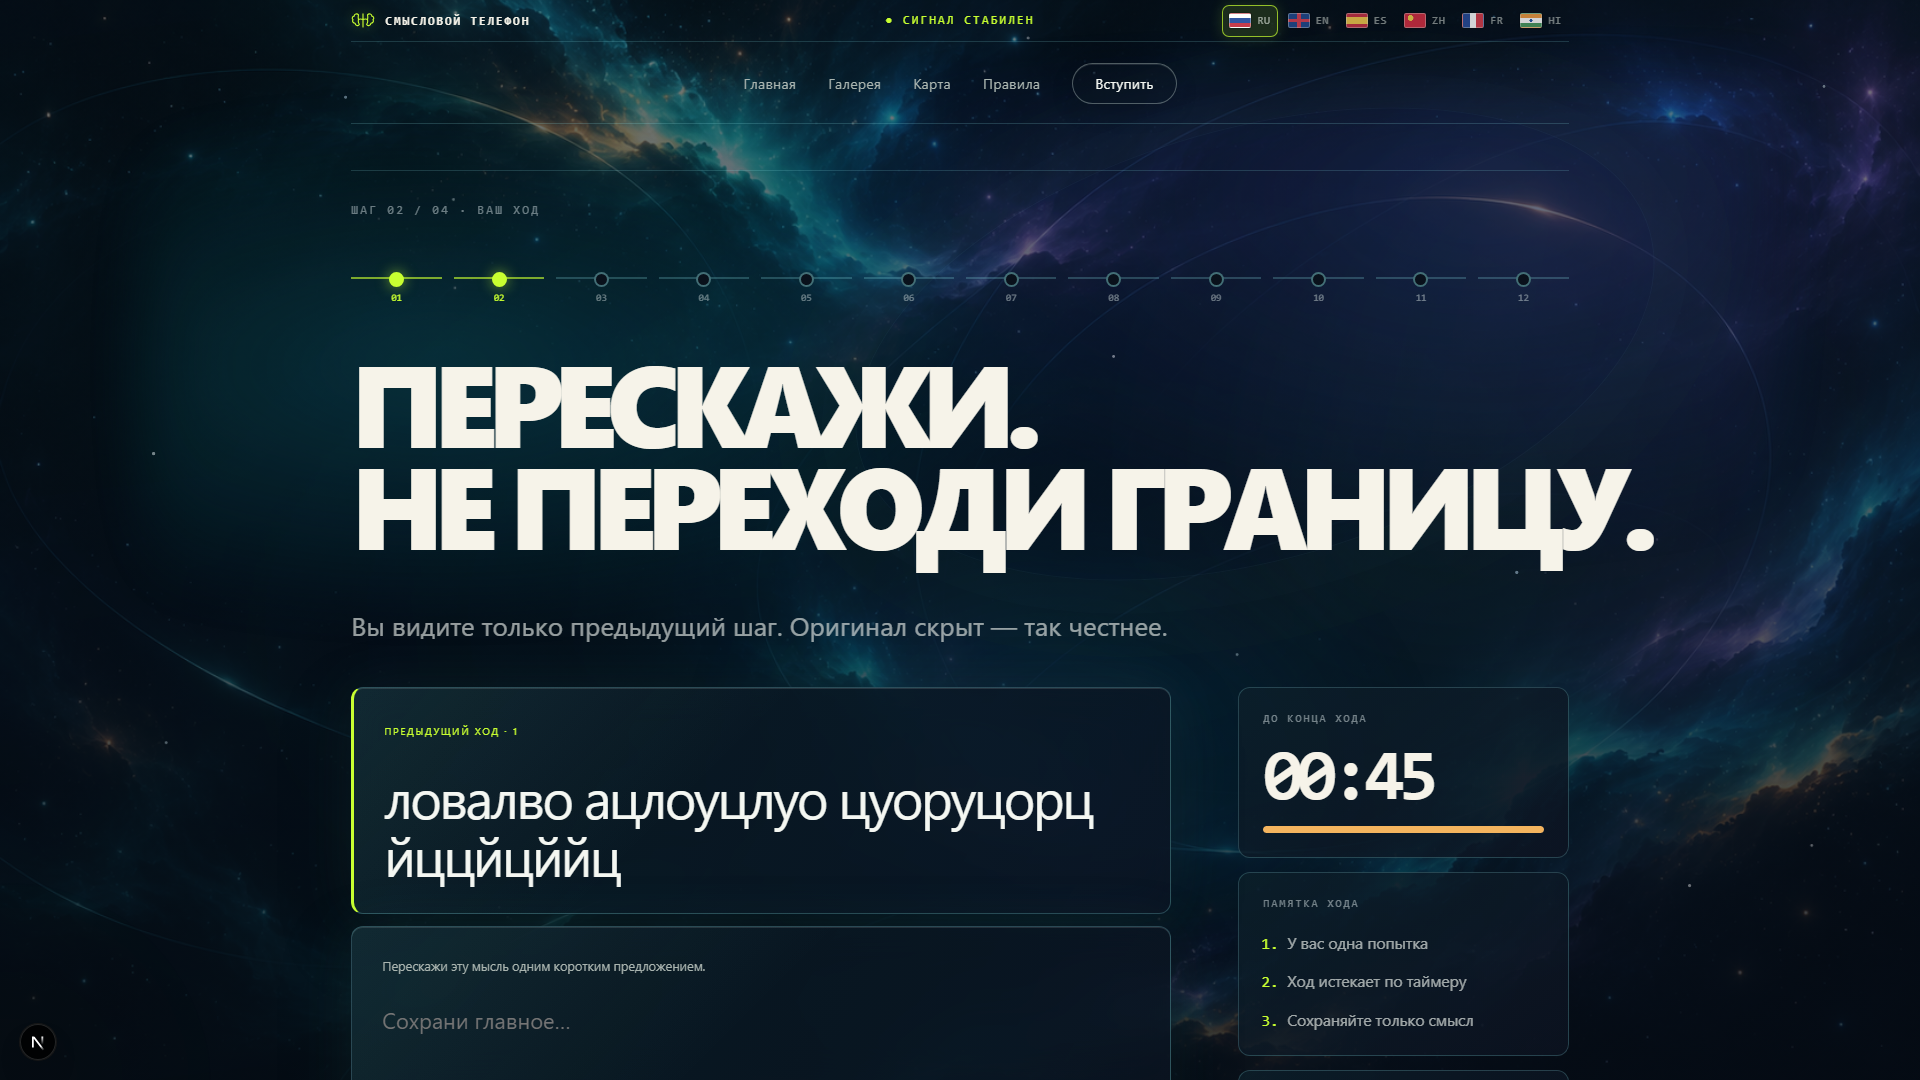 СМЫСЛОВОЙ ТЕЛЕФОН
СИГНАЛ СТАБИЛЕН
RU EN ES ZH FR HI
Главная Галерея Карта Правила Вступить
ШАГ 02 / 04 · ВАШ ХОД
01 02 03 04 05 06 07 08 09 10 11 12
ПЕРЕСКАЖИ.
НЕ ПЕРЕХОДИ ГРАНИЦУ.
Вы видите только предыдущий шаг. Оригинал скрыт — так честнее.
ПРЕДЫДУЩИЙ ХОД · 1
ловалво ацлоуцлуо цуоруцорц
йццйцййц
Перескажи эту мысль одним коротким предложением.
Сохрани главное...
ДО КОНЦА ХОДА
00:45
ПАМЯТКА ХОДА
1. У вас одна попытка
2. Ход истекает по таймеру
3. Сохраняйте только смысл
N